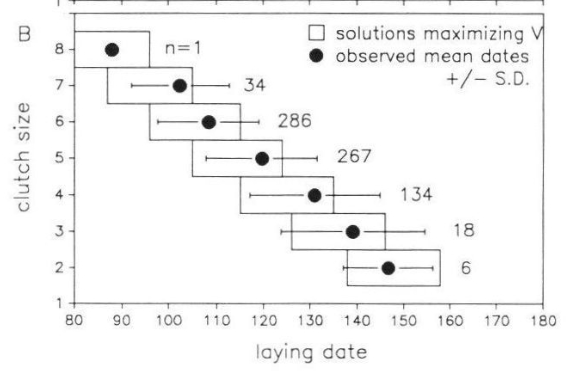 B
solutions maximizing V
observed mean dates
+/− S.D.
8
n=1
7
34
6
286
5
267
4
134
3
18
2
6
1
clutch size
80 90 100 110 120 130 140 150 160 170 180
laying date